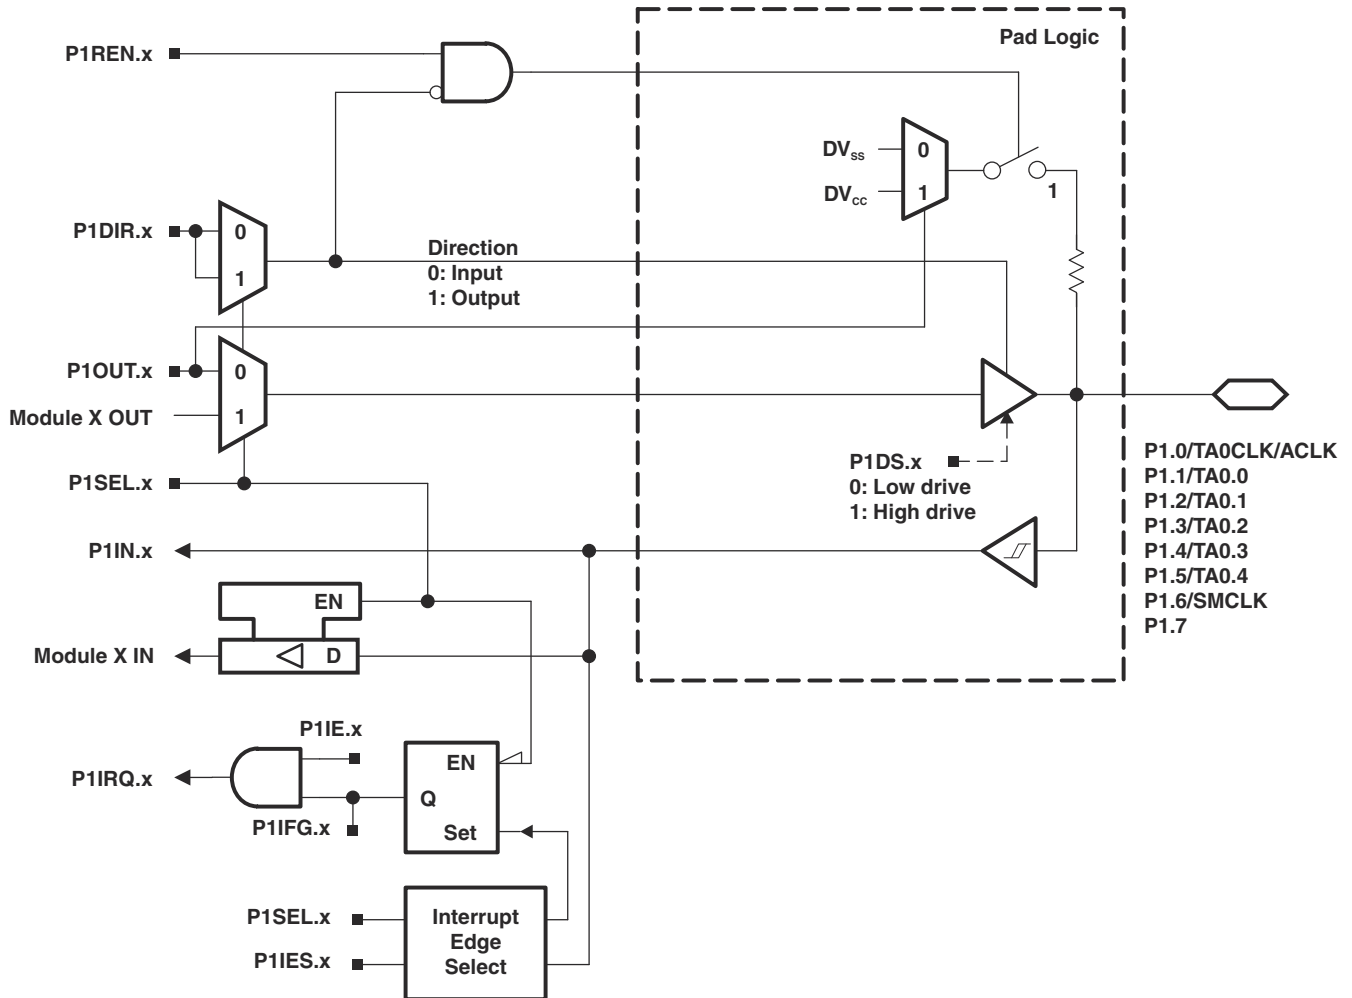 Pad Logic
P1REN.x
DVSS
0
DVCC
1
1
P1DIR.x
0
1
Direction
0: Input
1: Output
P1OUT.x
0
Module X OUT
1
P1SEL.x
P1DS.x
0: Low drive
1: High drive
P1.0/TA0CLK/ACLK
P1.1/TA0.0
P1.2/TA0.1
P1.3/TA0.2
P1.4/TA0.3
P1.5/TA0.4
P1.6/SMCLK
P1.7
P1IN.x
EN
Module X IN
D
P1IE.x
P1IRQ.x
EN
Q
P1IFG.x
Set
P1SEL.x
P1IES.x
Interrupt
Edge
Select